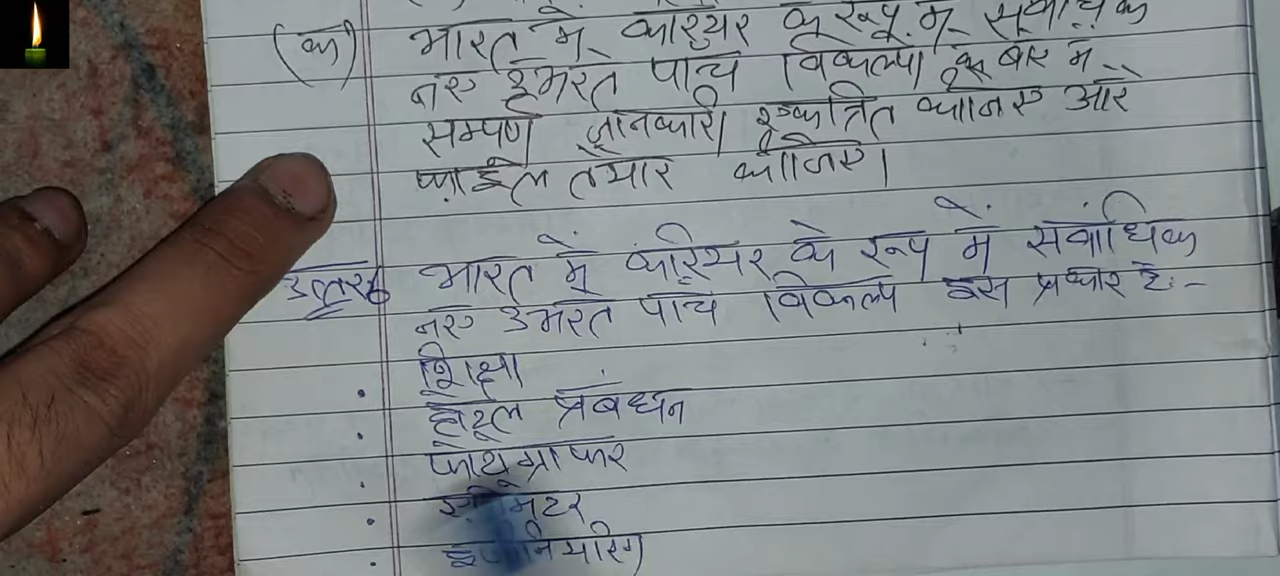 (क) भारत में करियर के रूप में सर्वाधिक
नए उभरते पांच विकल्पों के बारे में
सम्पूर्ण जानकारी एकत्रित कीजिए और
फ़ाईल तैयार कीजिए।
उत्तर भारत में करियर के रूप में सर्वाधिक
नए उभरते पांच विकल्प इस प्रकार है:-
• शिक्षा
• होटल प्रबंधन
• फोटोग्राफर
•
• इंजीनियरिंग